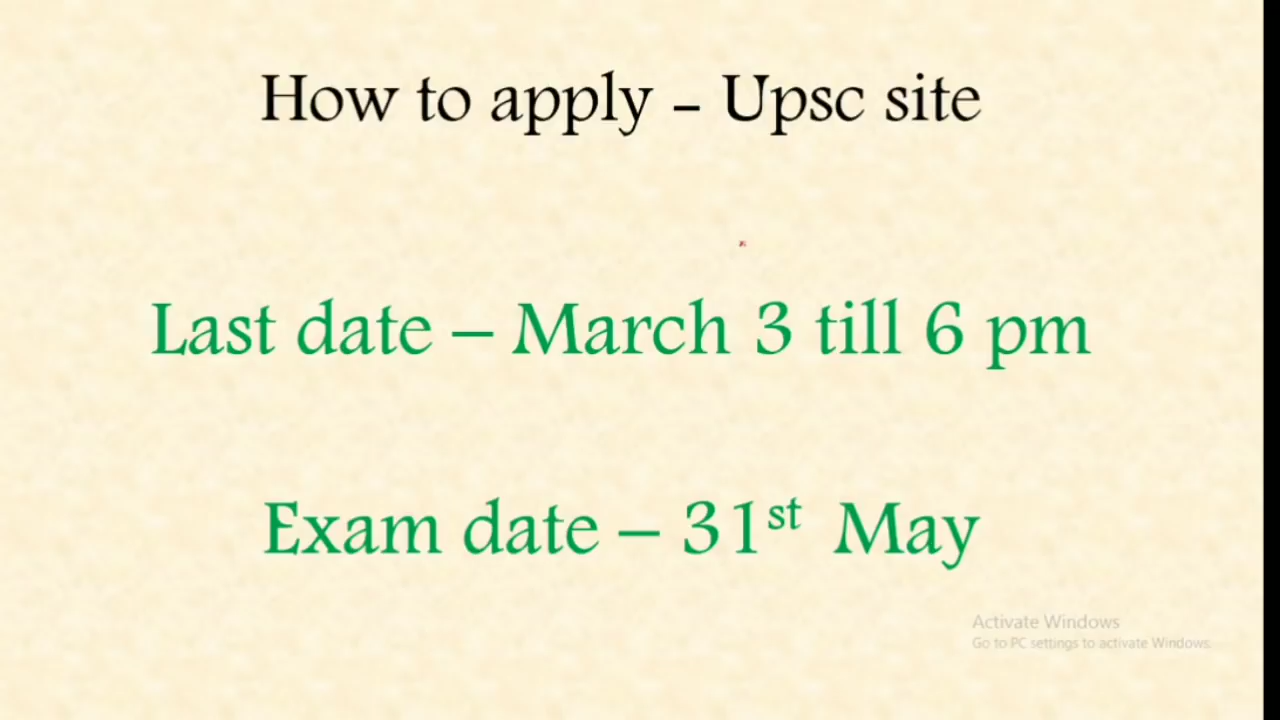 How to apply – Upsc site
Last date – March 3 till 6 pm
Exam date – 31st May
Activate Windows
Go to PC settings to activate Windows.